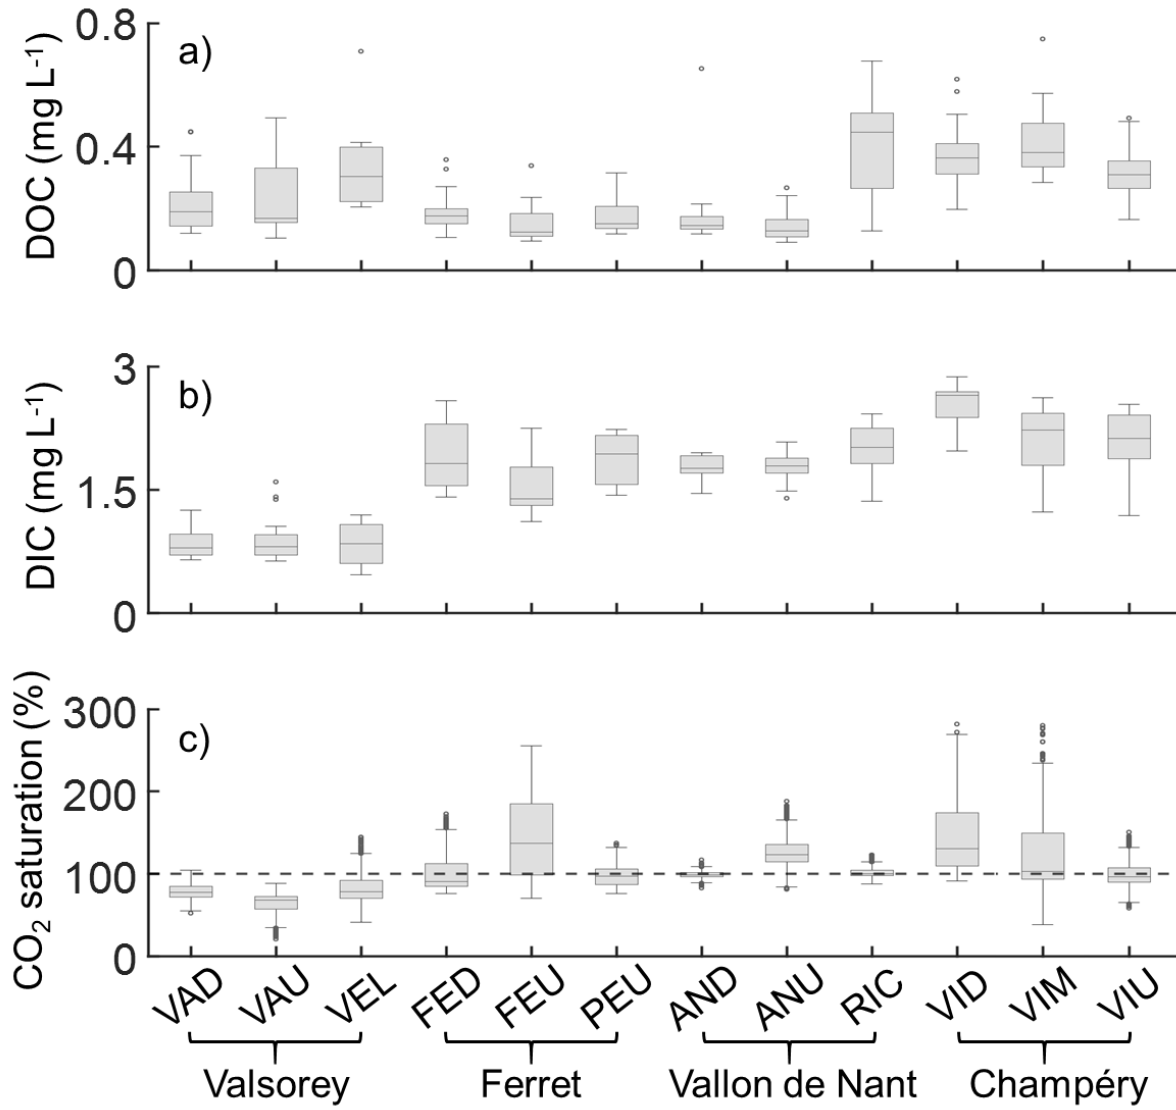 0.8
a)
DOC (mg L⁻¹)
0.4
0
3
b)
DIC (mg L⁻¹)
1.5
0
300
c)
CO₂ saturation (%)
200
100
0
VAD VAU VEL FED FEU PEU AND ANU RIC VID VIM VIU
Valsorey Ferret Vallon de Nant Champéry